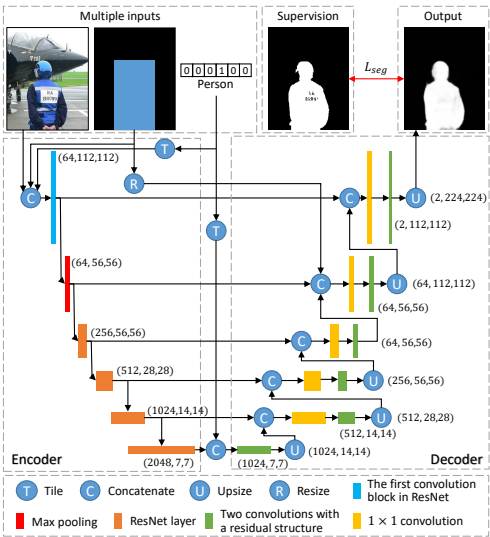 Multiple inputs
Supervision
Output
0 0 0 1 0 0
Person
L_seg
T
(64,112,112)
R
C
C
U
(2,224,224)
(2,112,112)
T
(64,56,56)
C
U
(64,112,112)
(64,56,56)
(256,56,56)
C
(64,56,56)
(512,28,28)
C
U
(256,56,56)
(1024,14,14)
C
U
(512,28,28)
(512,14,14)
C
U
(1024,14,14)
Encoder
(2048,7,7)
(1024,7,7)
Decoder
T
C
U
R
Tile
Concatenate
Upsize
Resize
The first convolution
block in ResNet
Max pooling
ResNet layer
Two convolutions with
a residual structure
1 × 1 convolution